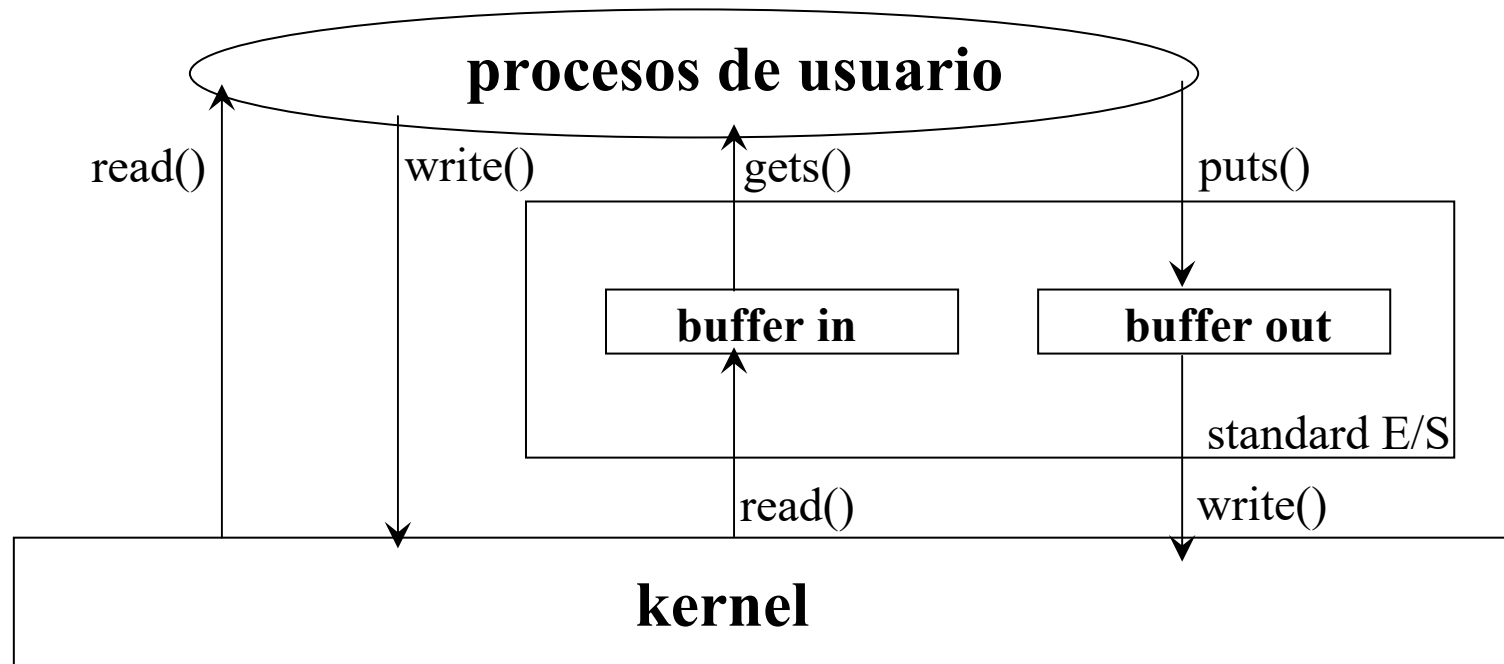 procesos de usuario
read()
write()
gets()
puts()
buffer in
buffer out
standard E/S
read()
write()
kernel